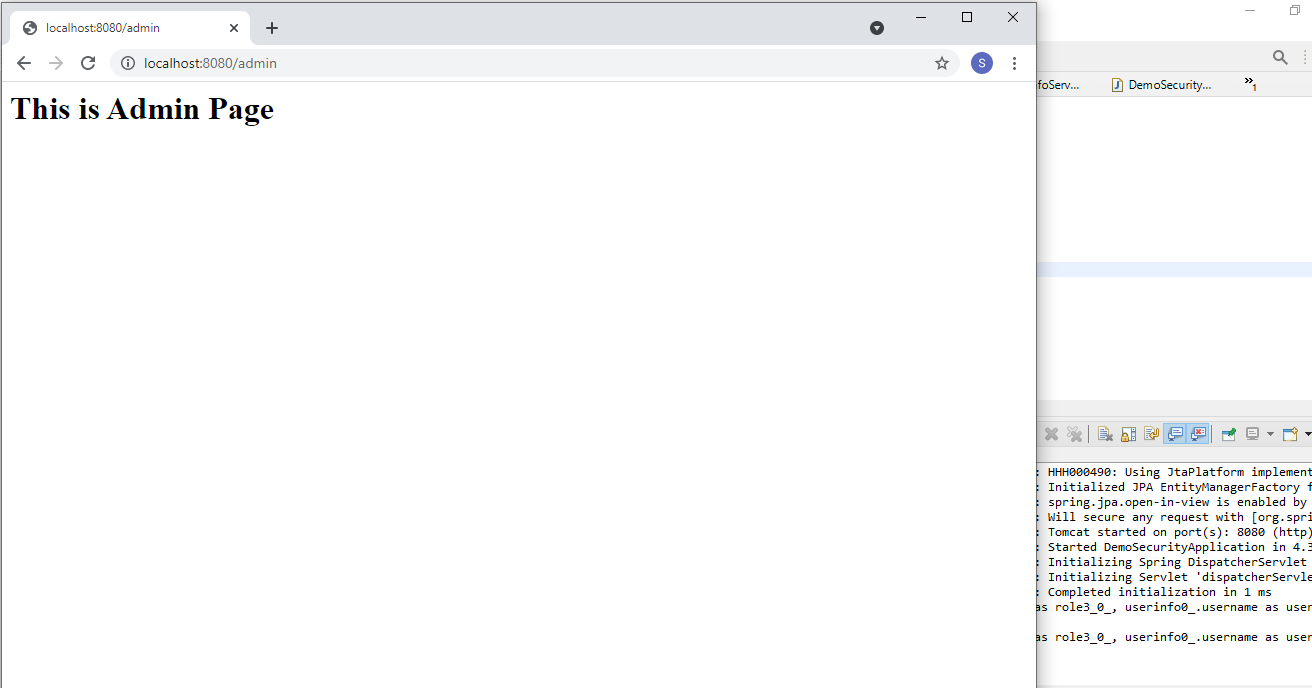 localhost:8080/admin
localhost:8080/admin
S
This is Admin Page
foServ...
DemoSecurity...
1
: HHH000490: Using JtaPlatform implement
: Initialized JPA EntityManagerFactory f
: spring.jpa.open-in-view is enabled by
: Will secure any request with [org.spri
: Tomcat started on port(s): 8080 (http)
: Started DemoSecurityApplication in 4.3
: Initializing Spring DispatcherServlet
: Initializing Servlet 'dispatcherServle
: Completed initialization in 1 ms
as role3_0_, userinfo0_.username as user
as role3_0_, userinfo0_.username as user